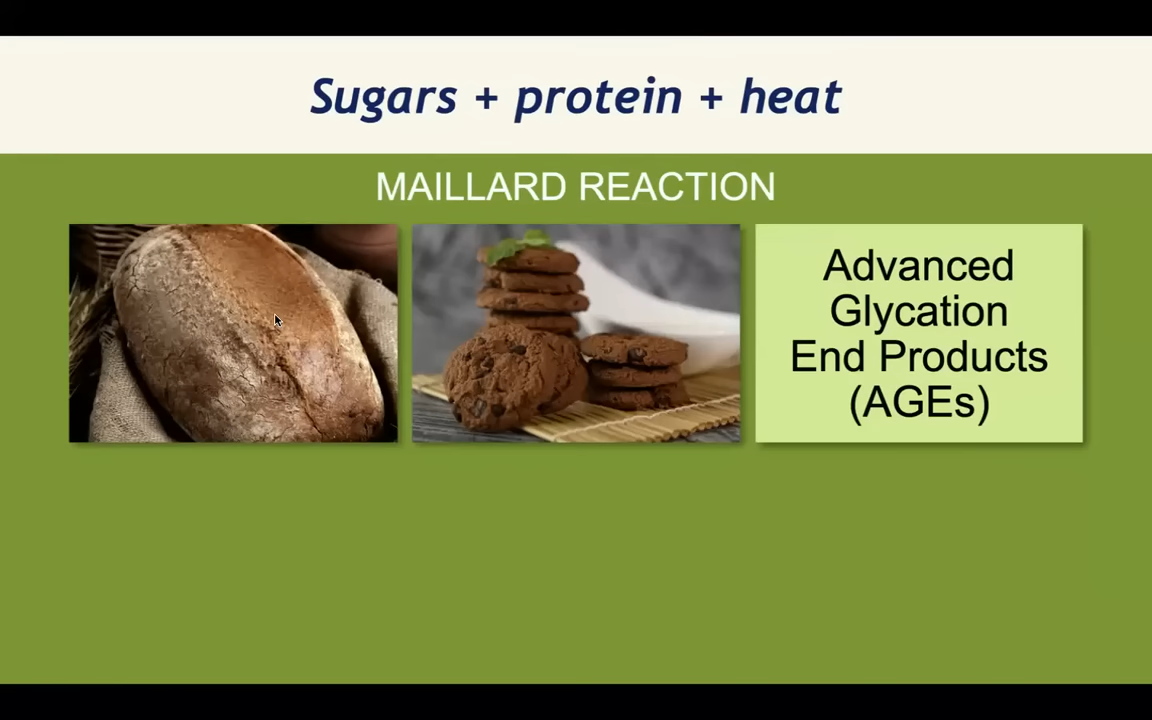 Sugars + protein + heat
MAILLARD REACTION
Advanced
Glycation
End Products
(AGEs)